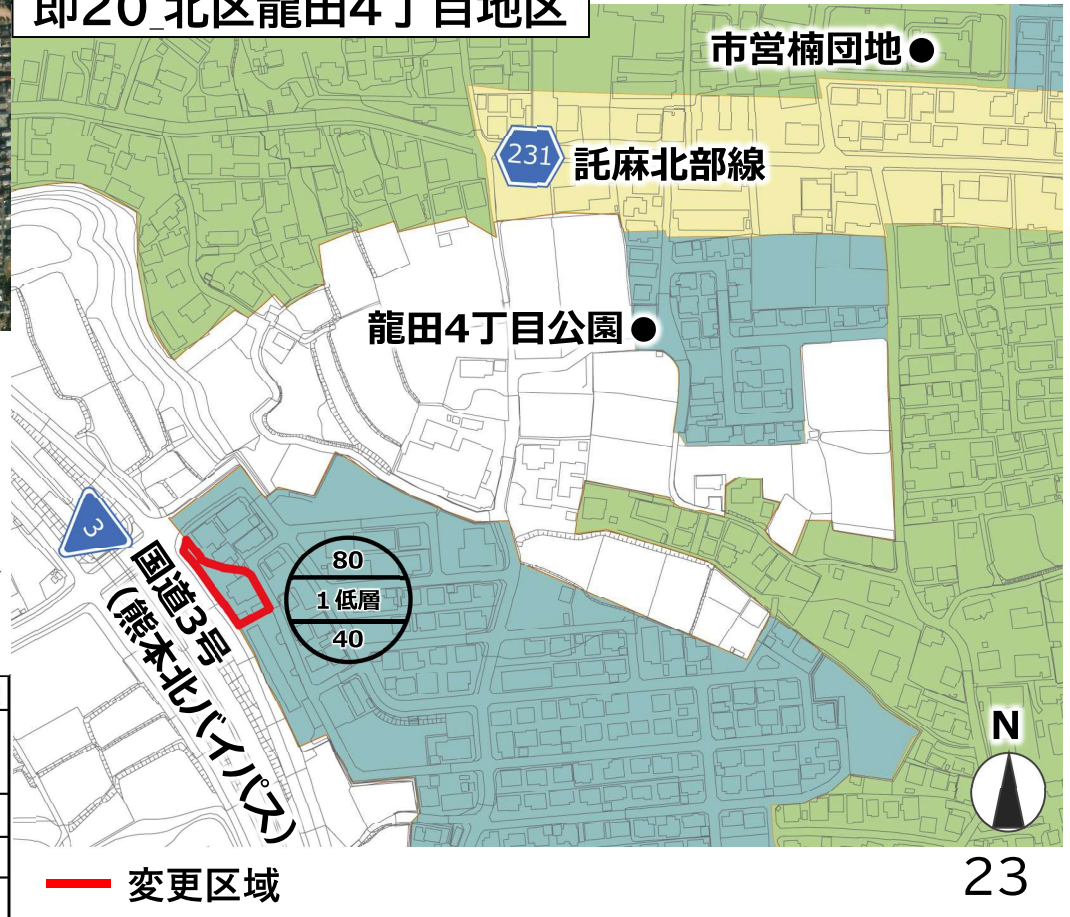 即20_北区龍田4丁目地区
市営楠団地●
231
託麻北部線
龍田4丁目公園●
3
国道3号
(熊本北バイパス)
80
1低層
40
N
変更区域
23